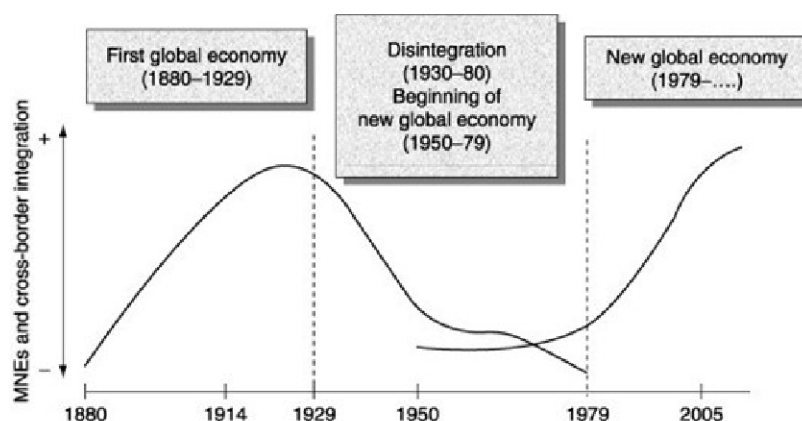 First global economy
(1880–1929)
Disintegration
(1930–80)
Beginning of
new global economy
(1950–79)
New global economy
(1979–....)
MNEs and cross-border integration
+
–
1880
1914
1929
1950
1979
2005